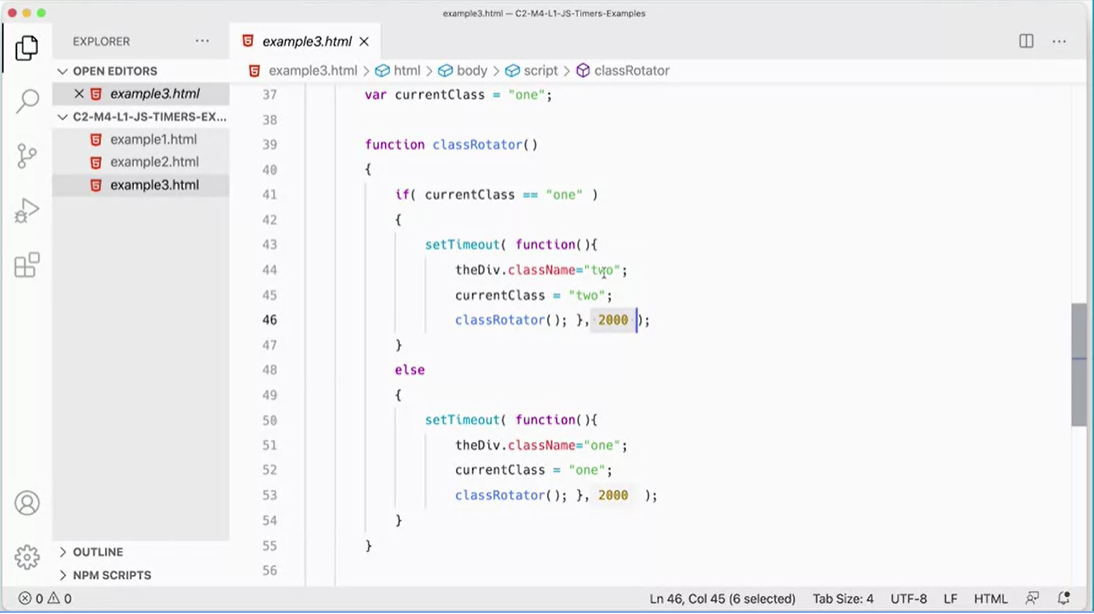 example3.html — C2-M4-L1-JS-Timers-Examples
EXPLORER
example3.html
OPEN EDITORS
example3.html > html > body > script > classRotator
example3.html
C2-M4-L1-JS-TIMERS-EX...
example1.html
example2.html
example3.html
37 var currentClass = "one";
38
39 function classRotator()
40 {
41 if( currentClass == "one" )
42 {
43 setTimeout( function(){
44 theDiv.className="two";
45 currentClass = "two";
46 classRotator(); }, 2000 );
47 }
48 else
49 {
50 setTimeout( function(){
51 theDiv.className="one";
52 currentClass = "one";
53 classRotator(); }, 2000 );
54 }
55 }
56
OUTLINE
NPM SCRIPTS
0 0 Ln 46, Col 45 (6 selected) Tab Size: 4 UTF-8 LF HTML